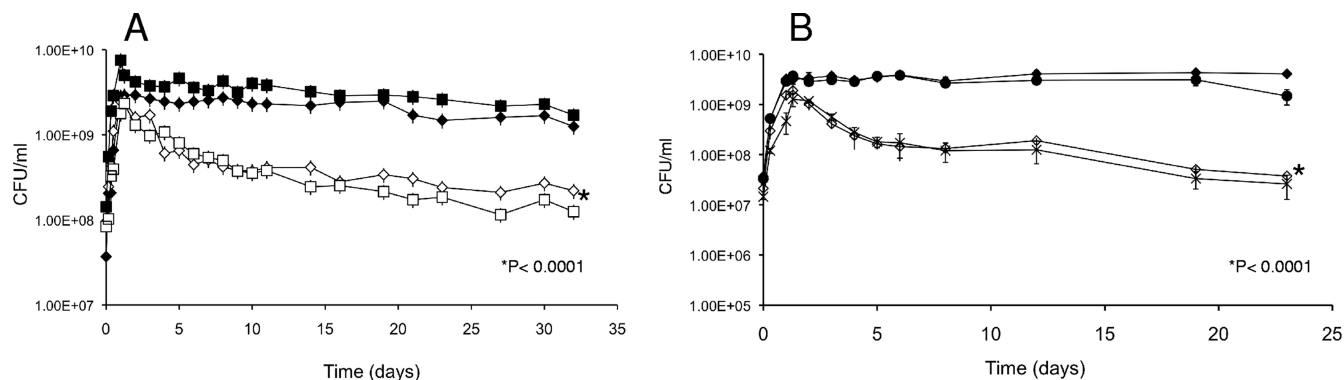 A
1.00E+10
1.00E+09
1.00E+08
1.00E+07
CFU/ml
*
*P< 0.0001
0 5 10 15 20 25 30 35
Time (days)
B
1.00E+10
1.00E+09
1.00E+08
1.00E+07
1.00E+06
1.00E+05
CFU/ml
*
*P< 0.0001
0 5 10 15 20 25
Time (days)